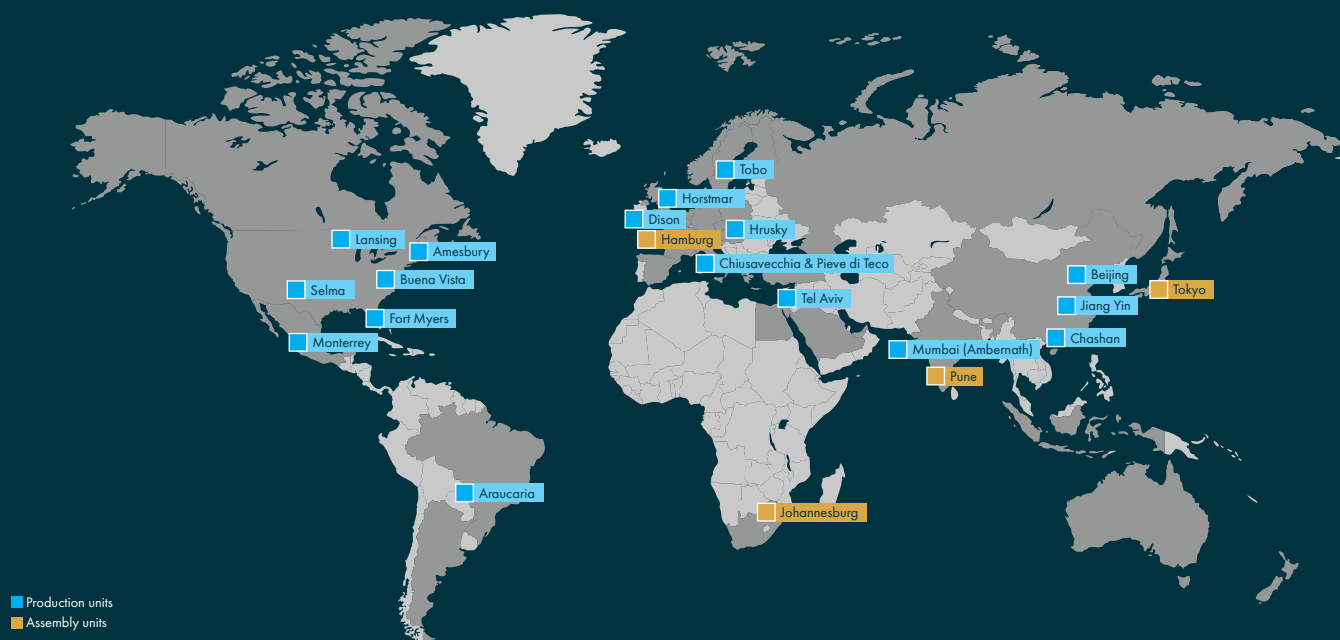 Tobo
Horstmar
Dison
Hrusky
Lansing
Hamburg
Amesbury
Chiusavecchia & Pieve di Teco
Beijing
Buena Vista
Selma
Tokyo
Tel Aviv
Jiang Yin
Fort Myers
Chashan
Monterrey
Mumbai (Ambernath)
Pune
Araucaria
Johannesburg
Production units
Assembly units